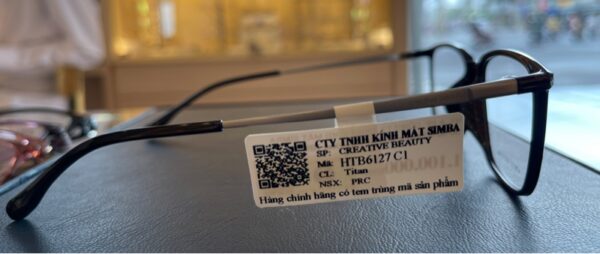 CTY TNHH KÍNH MẮT SIMBA
SP: CREATIVE BEAUTY
Mã: HTB6127 C1
CL: Titan
NSX: PRC
Hàng chính hãng có tem trùng mã sản phẩm